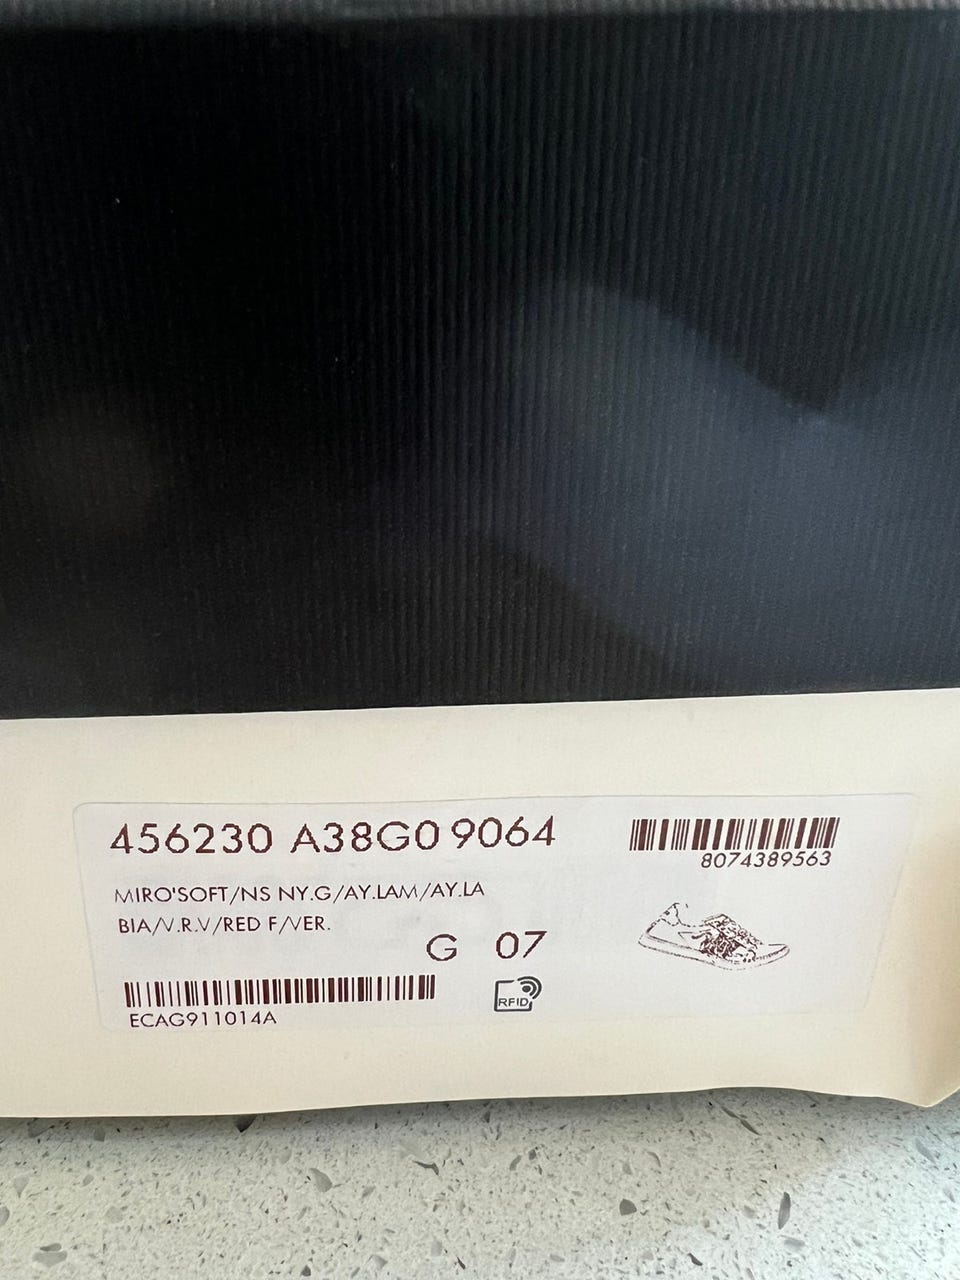 456230 A38G0 9064
8074389563
MIRO'SOFT/NS NY.G/AY.LAM/AY.LA
BIA/V.R.V/RED F/VER.
G 07
RFID
ECAG911014A